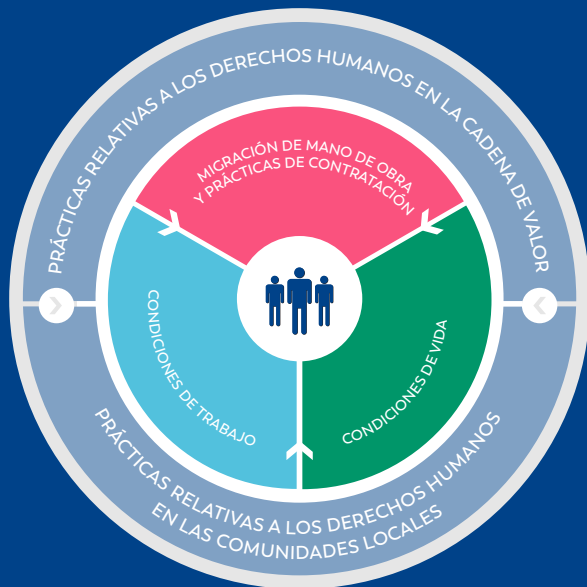 PRÁCTICAS RELATIVAS A LOS DERECHOS HUMANOS EN LA CADENA DE VALOR
MIGRACIÓN DE MANO DE OBRA
Y PRÁCTICAS DE CONTRATACIÓN
CONDICIONES DE TRABAJO
CONDICIONES DE VIDA
PRÁCTICAS RELATIVAS A LOS DERECHOS HUMANOS
EN LAS COMUNIDADES LOCALES